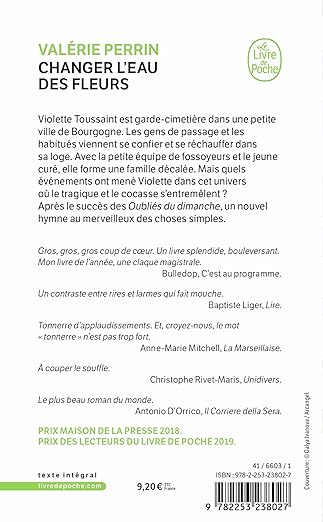 VALÉRIE PERRIN
CHANGER L'EAU
DES FLEURS
Le
Livre
de
Poche
Violette Toussaint est garde-cimetière dans une petite
ville de Bourgogne. Les gens de passage et les
habitués viennent se confier et se réchauffer dans
sa loge. Avec la petite équipe de fossoyeurs et le jeune
curé, elle forme une famille décalée. Mais quels
événements ont mené Violette dans cet univers
où le tragique et le cocasse s'entremêlent ?
Après le succès des Oubliés du dimanche, un nouvel
hymne au merveilleux des choses simples.
Gros, gros, gros coup de cœur. Un livre splendide, bouleversant.
Mon livre de l'année, une claque magistrale.
Bulledop, C'est au programme.
Un contraste entre rires et larmes qui fait mouche.
Baptiste Liger, Lire.
Tonnerre d'applaudissements. Et, croyez-nous, le mot
« tonnerre » n'est pas trop fort.
Anne-Marie Mitchell, La Marseillaise.
À couper le souffle.
Christophe Rivet-Maris, Unidivers.
Le plus beau roman du monde.
Antonio D'Orrico, Il Corriere della Sera.
PRIX MAISON DE LA PRESSE 2018.
PRIX DES LECTEURS DU LIVRE DE POCHE 2019.
Couverture : © Galya Ivanova / Arcangel.
texte intégral
livredepoche.com
9,20 € TTC
France
41 / 6603 / 1
ISBN : 978-2-253-23802-7
9 782253 238027